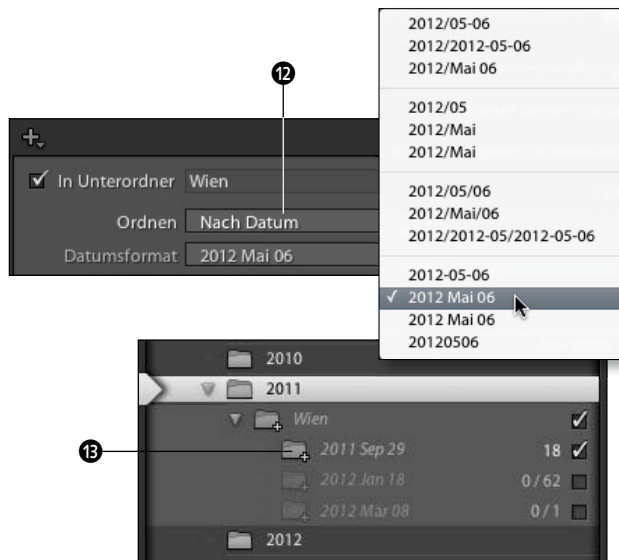 ⓬
In Unterordner Wien
Ordnen Nach Datum
Datumsformat 2012 Mai 06
2012/05-06
2012/2012-05-06
2012/Mai 06
2012/05
2012/Mai
2012/Mai
2012/05/06
2012/Mai/06
2012/2012-05/2012-05-06
2012-05-06
✓ 2012 Mai 06
2012 Mai 06
20120506
2010
2011
Wien
⓭
2011 Sep 29 18
2012 Jan 18 0/62
2012 Mär 08 0/1
2012